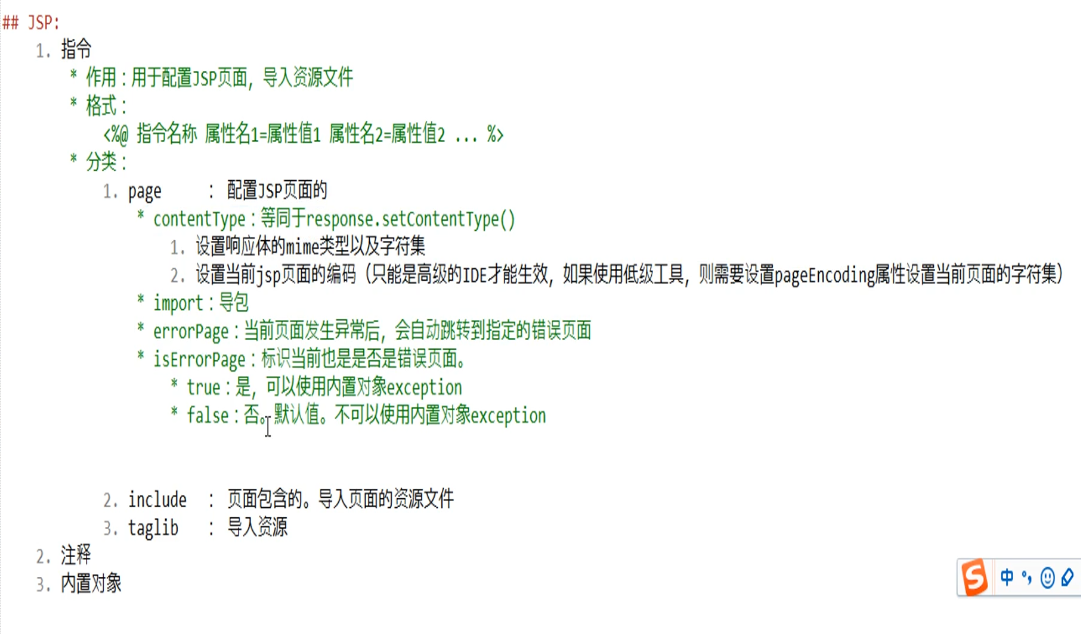 ## JSP:
1. 指令
* 作用：用于配置JSP页面，导入资源文件
* 格式：
<%@ 指令名称 属性名1=属性值1 属性名2=属性值2 ... %>
* 分类：
1. page ： 配置JSP页面的
* contentType：等同于response.setContentType()
1. 设置响应体的mime类型以及字符集
2. 设置当前jsp页面的编码（只能是高级的IDE才能生效，如果使用低级工具，则需要设置pageEncoding属性设置当前页面的字符集）
* import：导包
* errorPage：当前页面发生异常后，会自动跳转到指定的错误页面
* isErrorPage：标识当前也是是否是错误页面。
* true：是，可以使用内置对象exception
* false：否。默认值。不可以使用内置对象exception
2. include ： 页面包含的。导入页面的资源文件
3. taglib ： 导入资源
2. 注释
3. 内置对象
S 中 °,